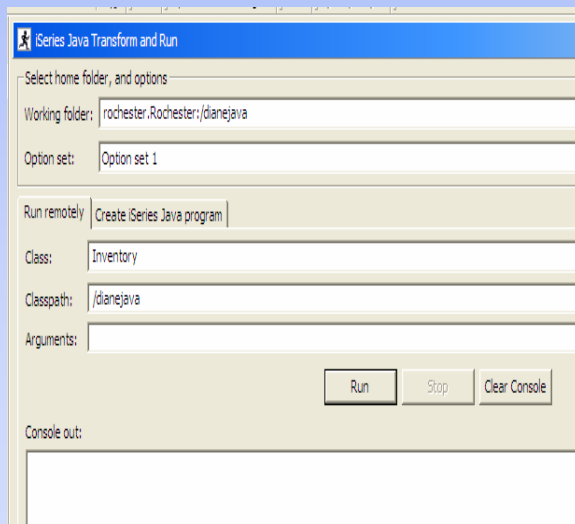 iSeries Java Transform and Run
Select home folder, and options
Working folder: rochester.Rochester:/dianejava
Option set: Option set 1
Run remotely Create iSeries Java program
Class: Inventory
Classpath: /dianejava
Arguments:
Run Stop Clear Console
Console out: